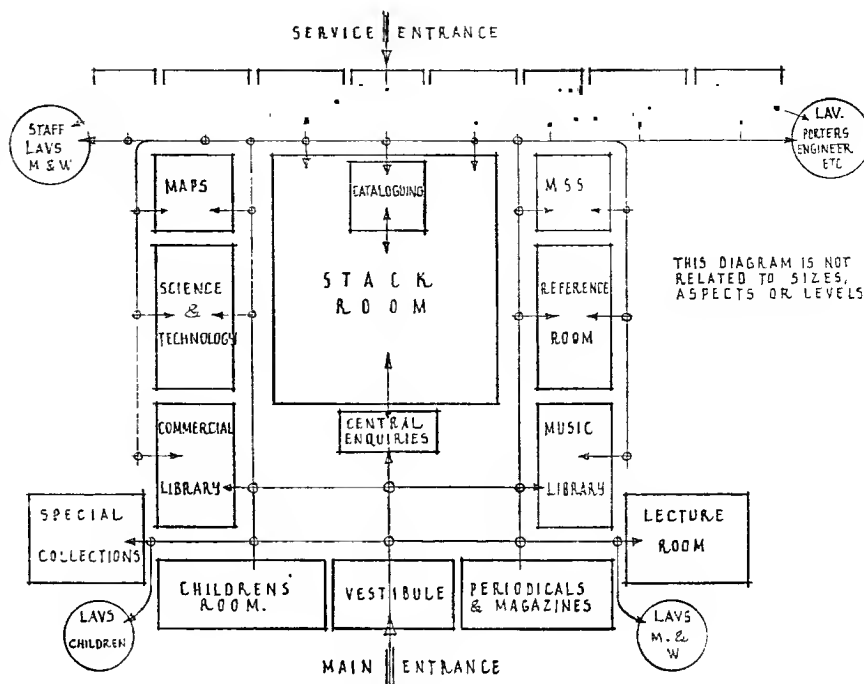 SERVICE ENTRANCE
STAFF
LAVS
M & W
LAV.
PORTERS
ENGINEER
ETC
MAPS
CATALOGUING
MSS
THIS DIAGRAM IS NOT
RELATED TO SIZES,
ASPECTS OR LEVELS
SCIENCE
&
TECHNOLOGY
STACK
ROOM
REFERENCE
ROOM
COMMERCIAL
LIBRARY
CENTRAL
ENQUIRIES
MUSIC
LIBRARY
SPECIAL
COLLECTIONS
LECTURE
ROOM
CHILDRENS'
ROOM.
VESTIBULE
PERIODICALS
& MAGAZINES
LAVS
CHILDREN
LAVS
M. &
W
MAIN ENTRANCE